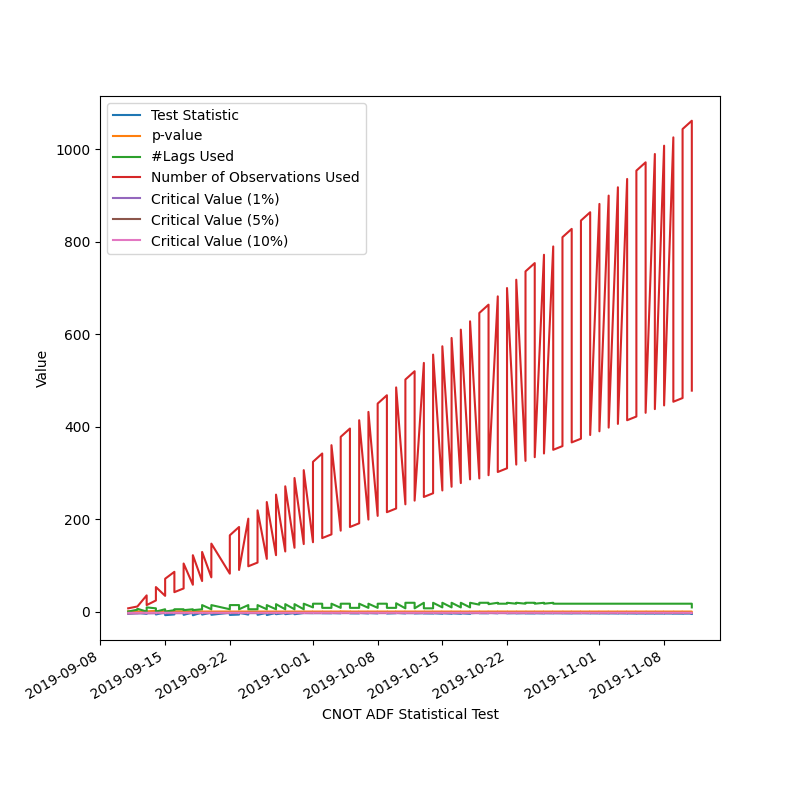 Test Statistic
p-value
#Lags Used
Number of Observations Used
Critical Value (1%)
Critical Value (5%)
Critical Value (10%)
1000
800
600
400
200
0
Value
2019-09-08
2019-09-15
2019-09-22
2019-10-01
2019-10-08
2019-10-15
2019-10-22
2019-11-01
2019-11-08
CNOT ADF Statistical Test